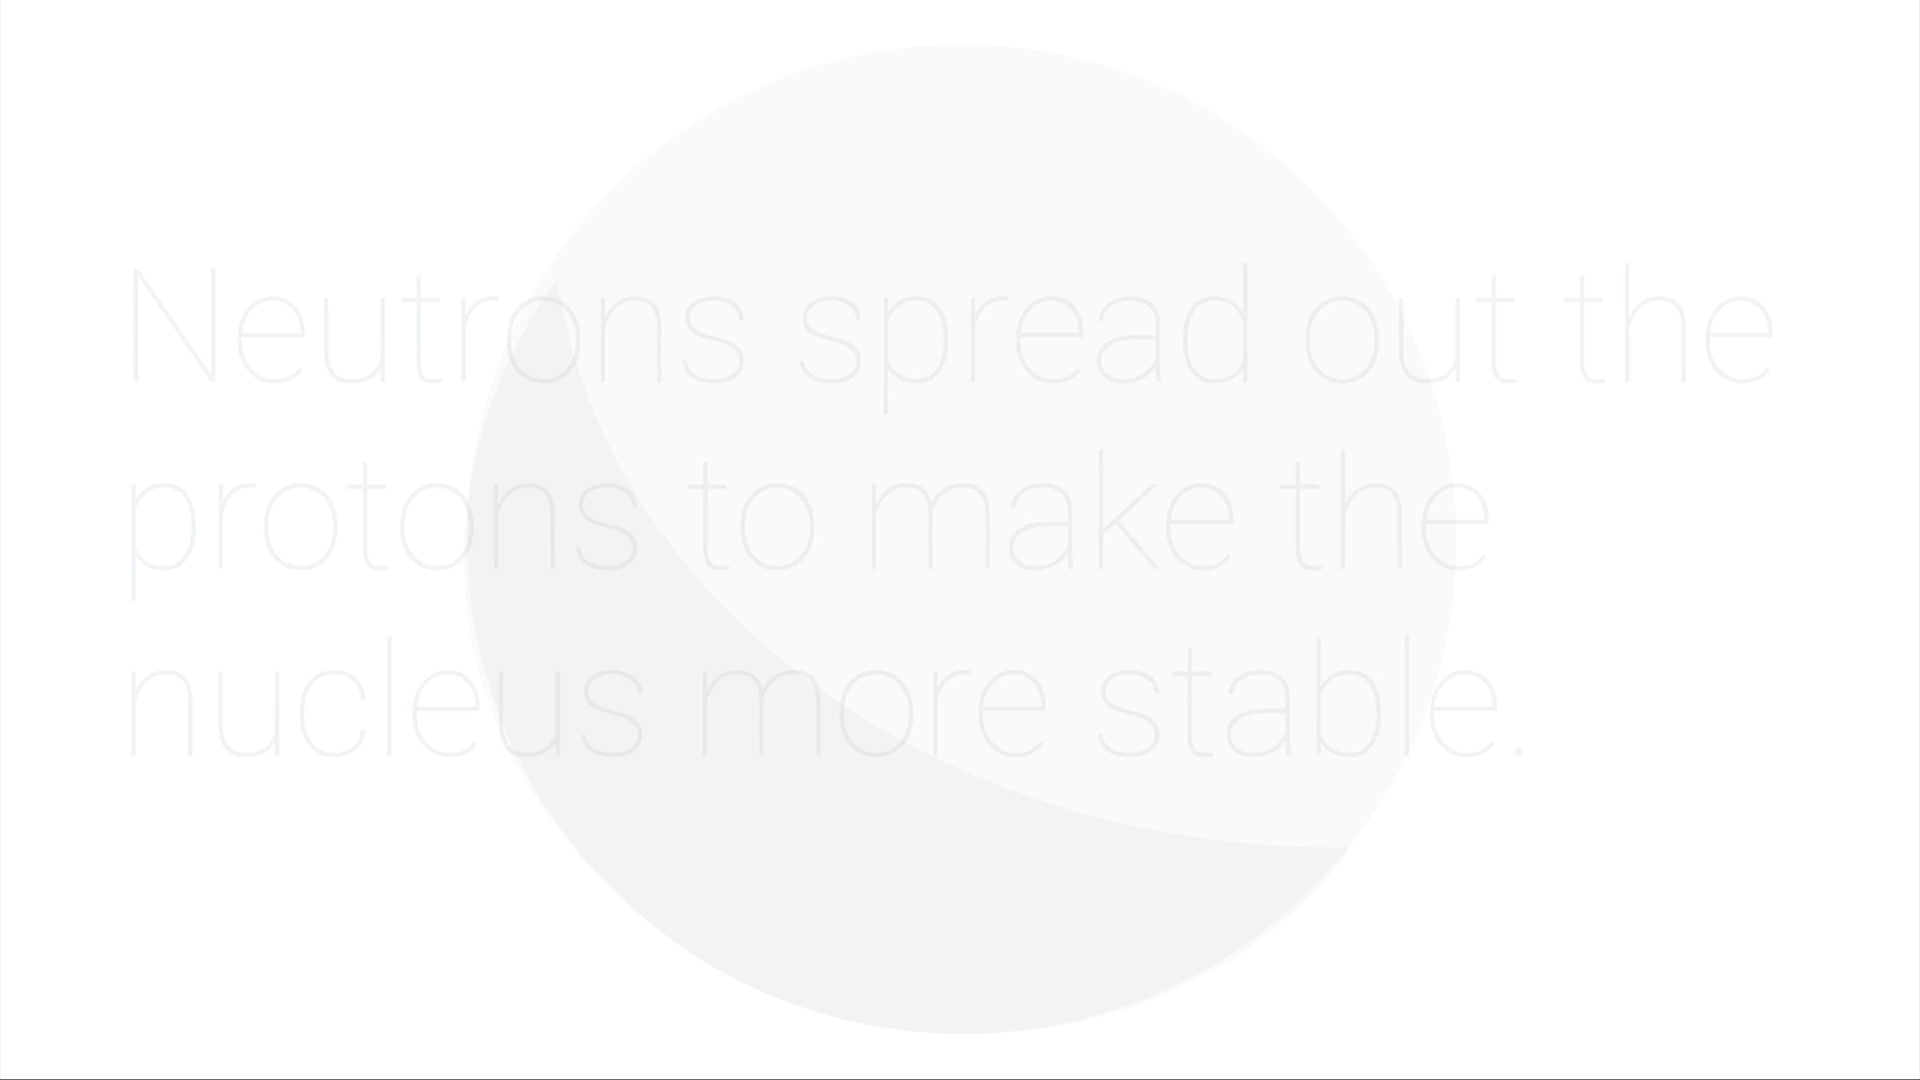 Neutrons spread out the
protons to make the
nucleus more stable.